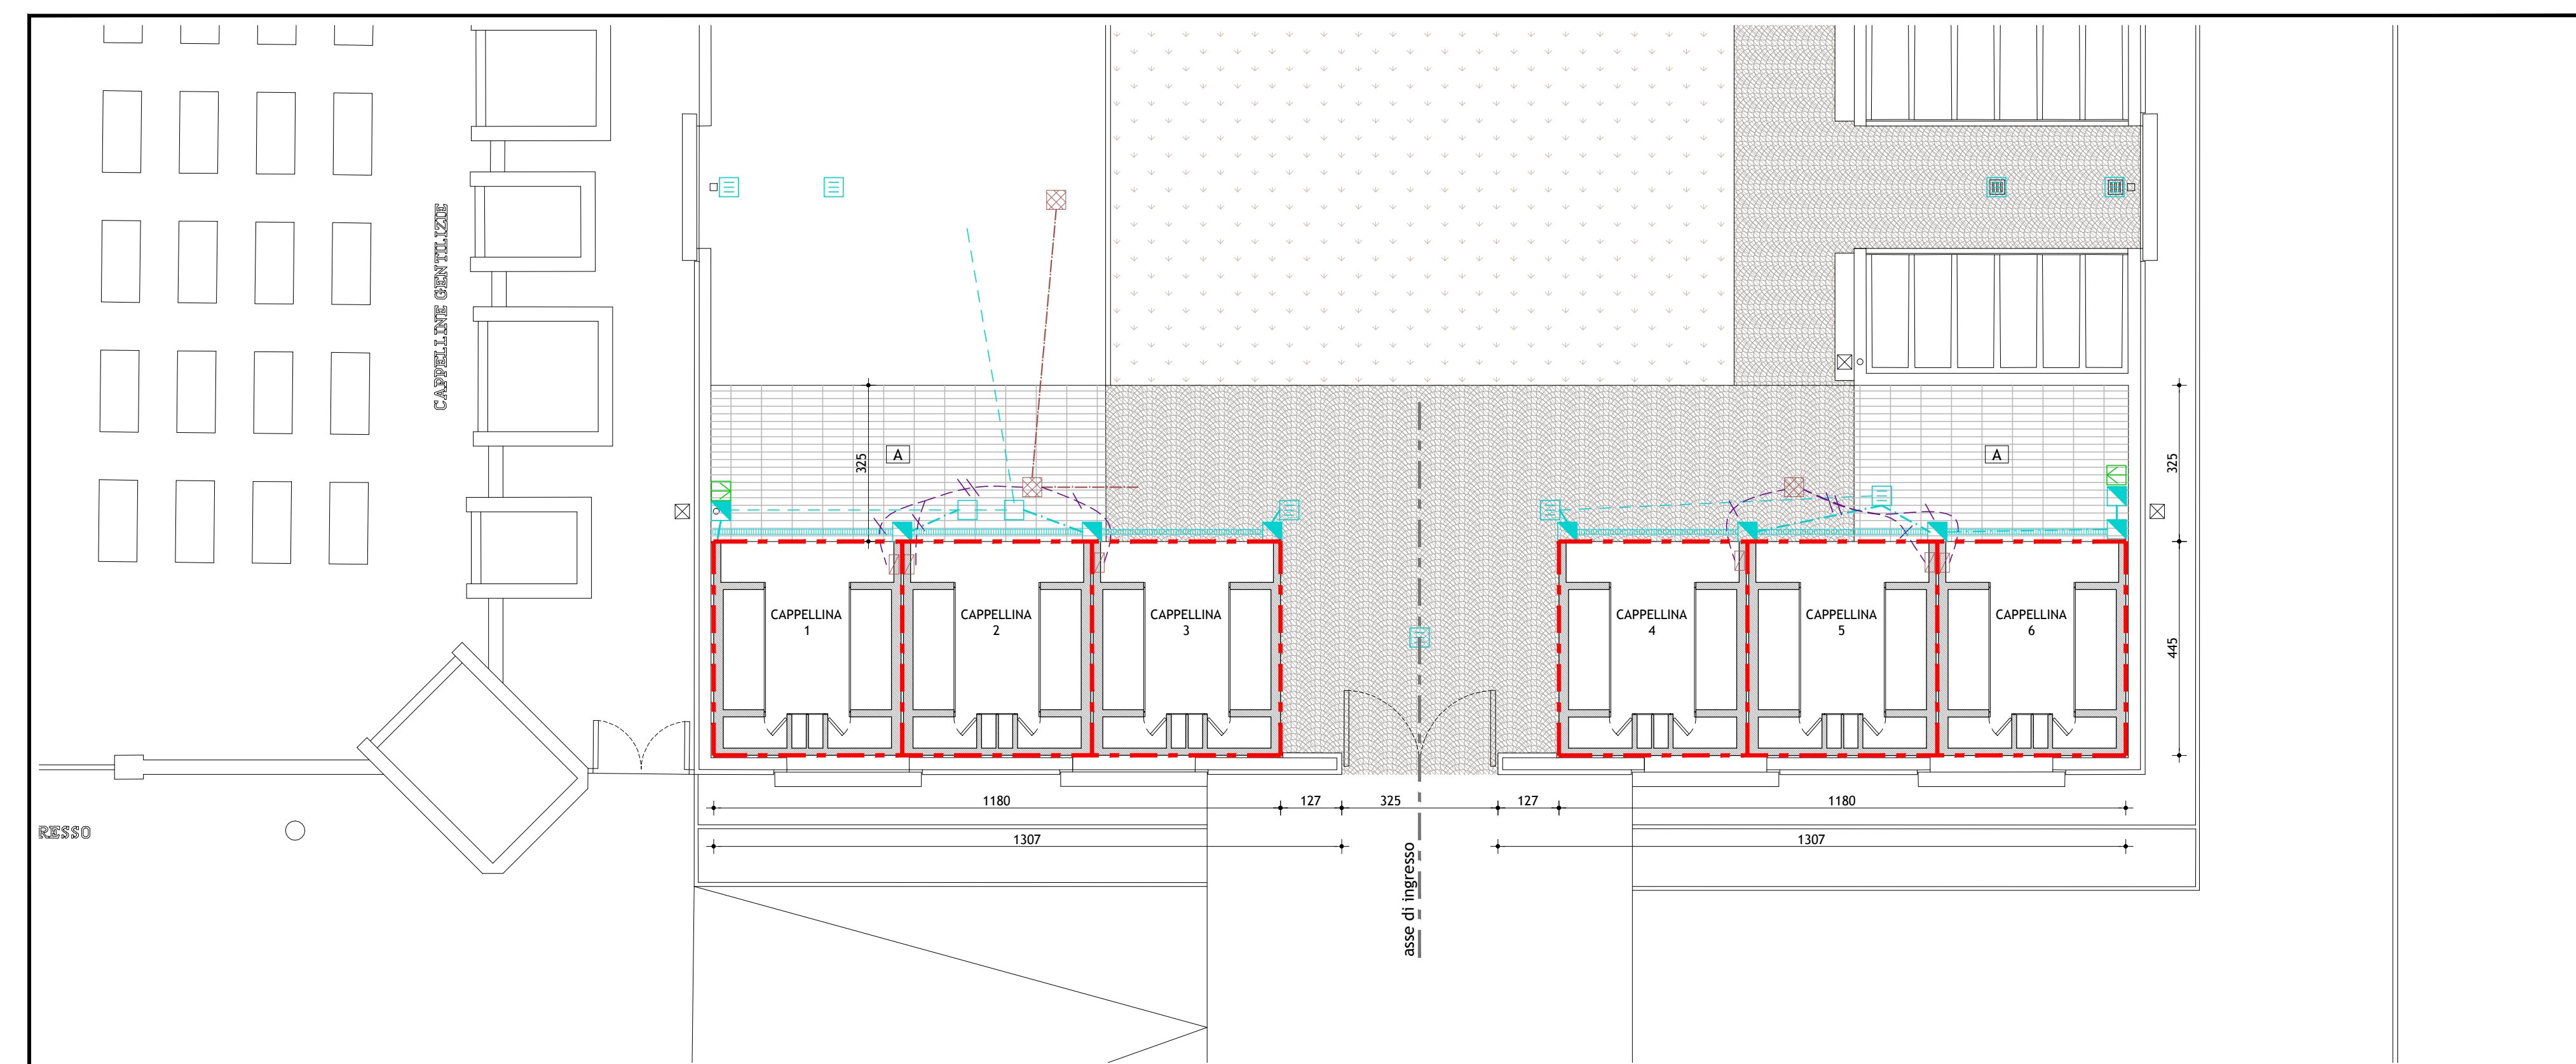 CAPPELLINE GENTILIZIE
325
A
A
325
CAPPELLINA
1
CAPPELLINA
2
CAPPELLINA
3
CAPPELLINA
4
CAPPELLINA
5
CAPPELLINA
6
445
1180
127
325
127
1180
RESSO
1307
1307
asse di ingresso